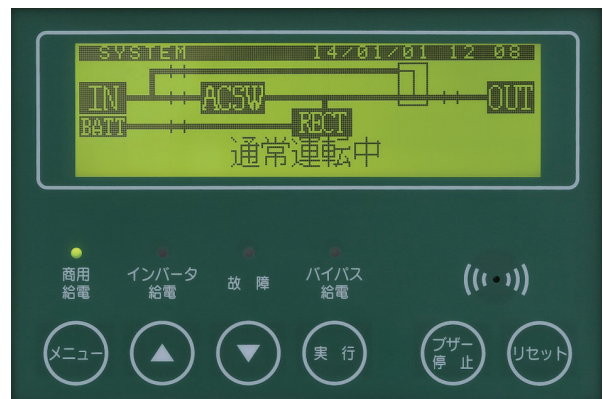 SYSTEM 14/01/01 12 08
IN ACSW OUT
BATT RECT
通常運転中
商用給電 インバータ給電 故障 バイパス給電
メニュー ▲ ▼ 実行 ブザー停止 リセット